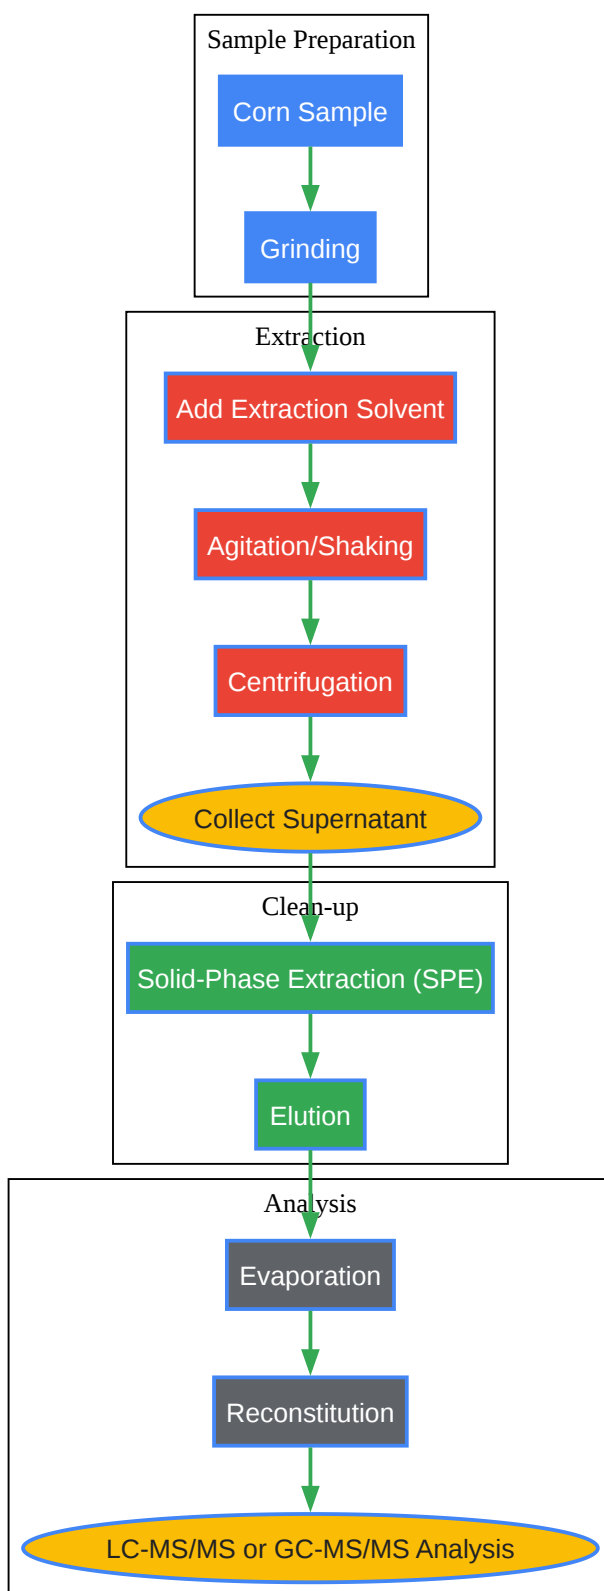 Sample Preparation
Corn Sample
Grinding
Extraction
Add Extraction Solvent
Agitation/Shaking
Centrifugation
Collect Supernatant
Clean-up
Solid-Phase Extraction (SPE)
Elution
Analysis
Evaporation
Reconstitution
LC-MS/MS or GC-MS/MS Analysis